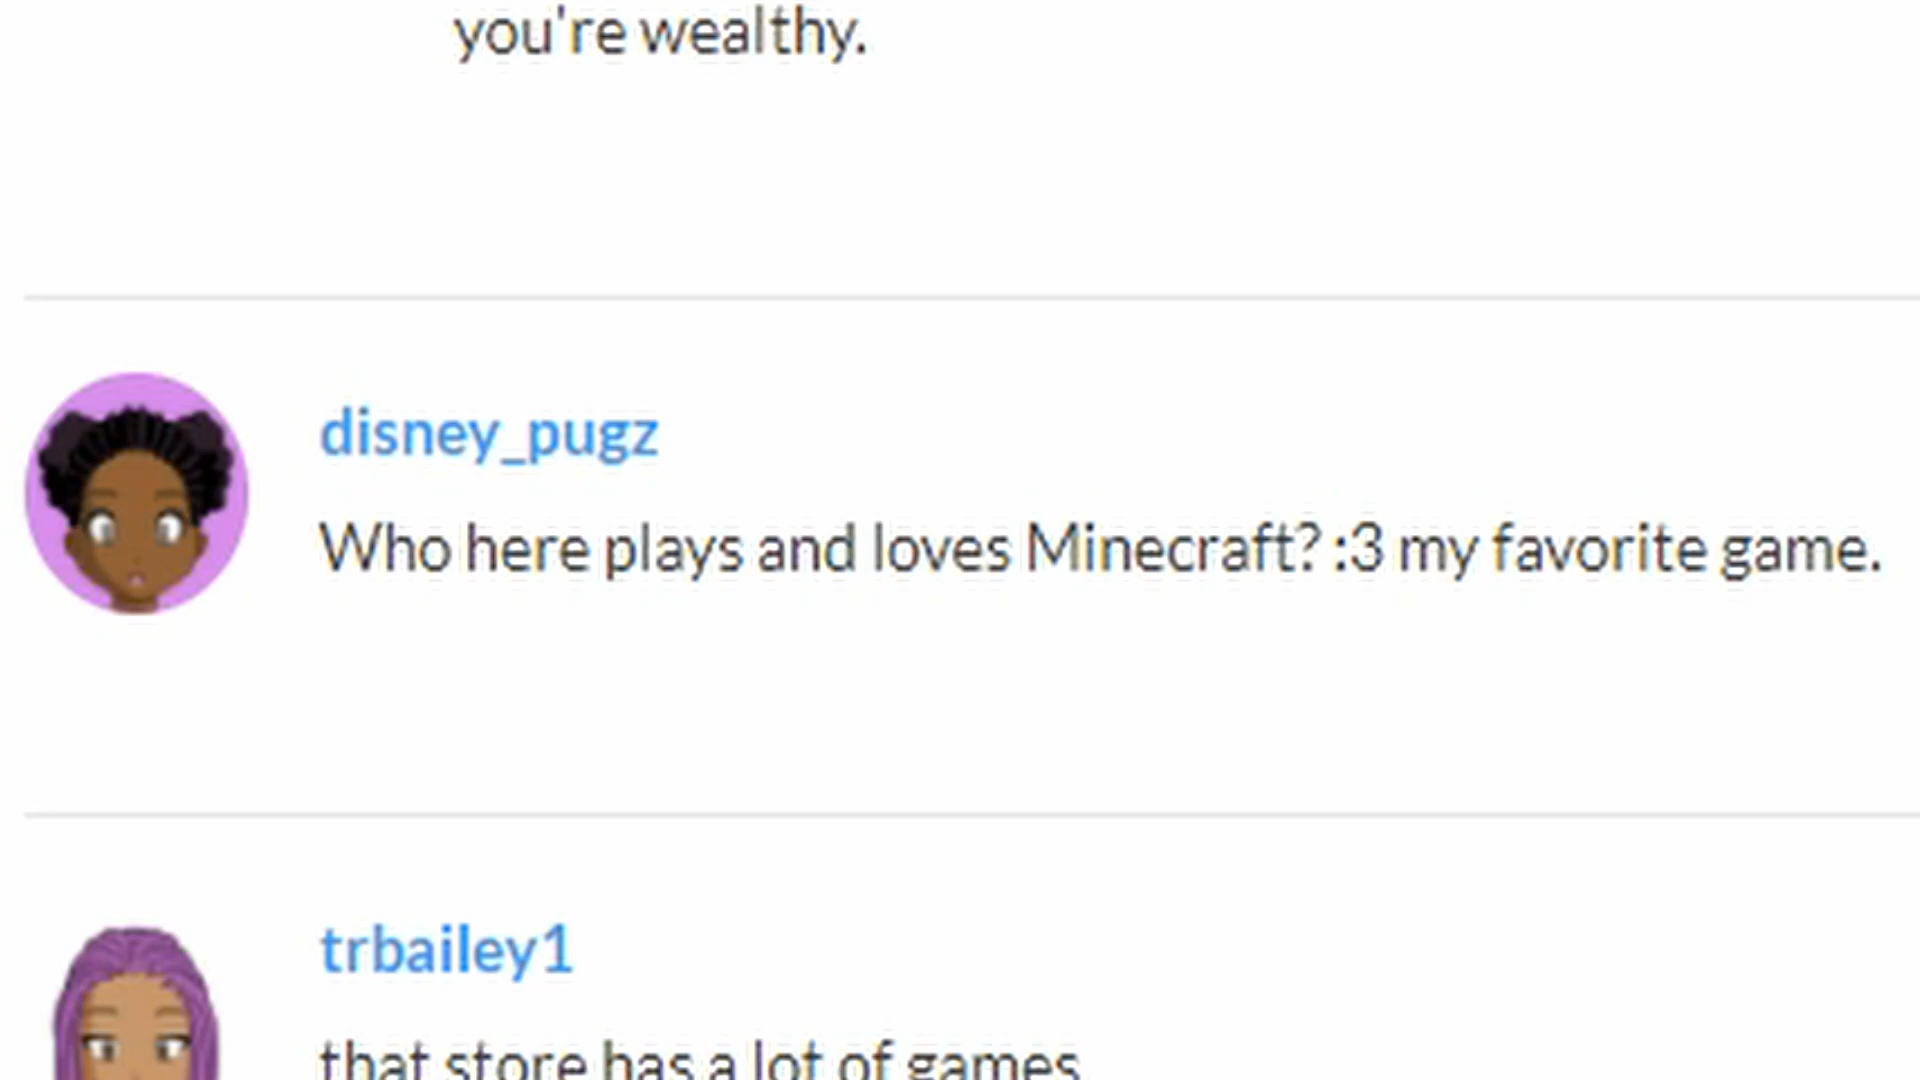 you're wealthy.
disney_pugz
Who here plays and loves Minecraft? :3 my favorite game.
trbailey1
that store has a lot of games